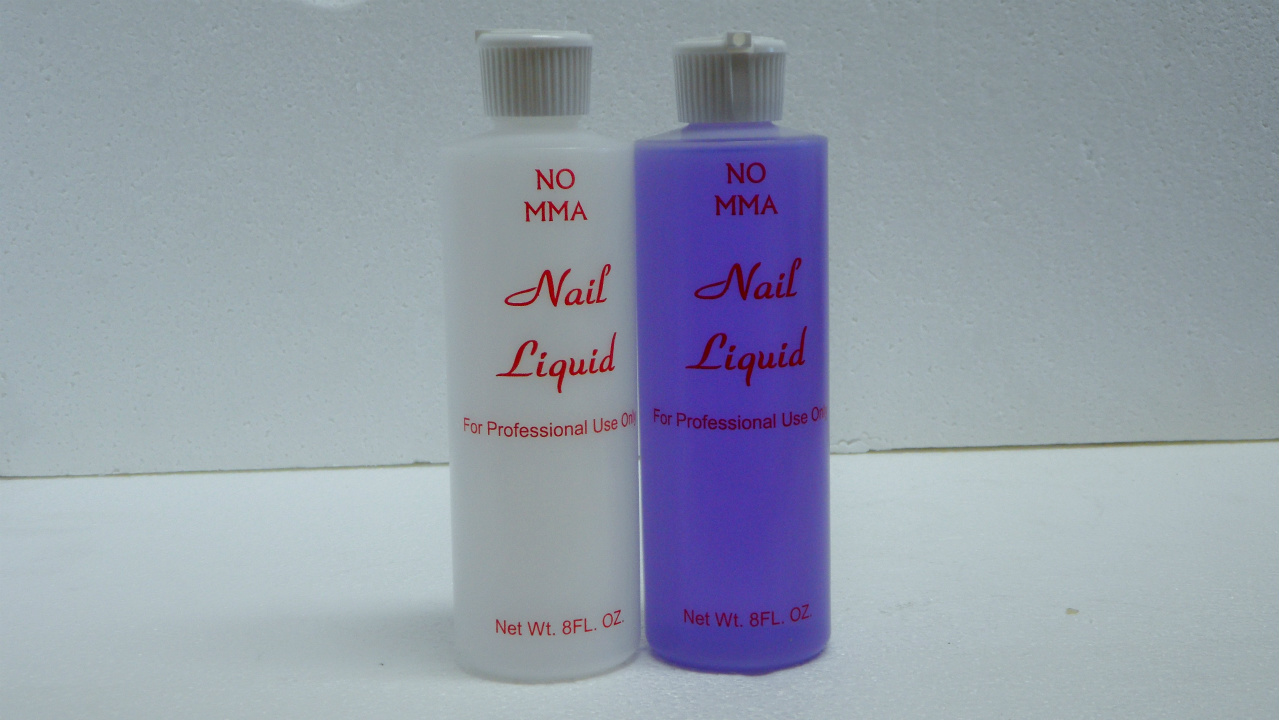 NO
MMA
Nail
Liquid
For Professional Use Only
Net Wt. 8FL. OZ.
NO
MMA
Nail
Liquid
For Professional Use Only
Net Wt. 8FL. OZ.